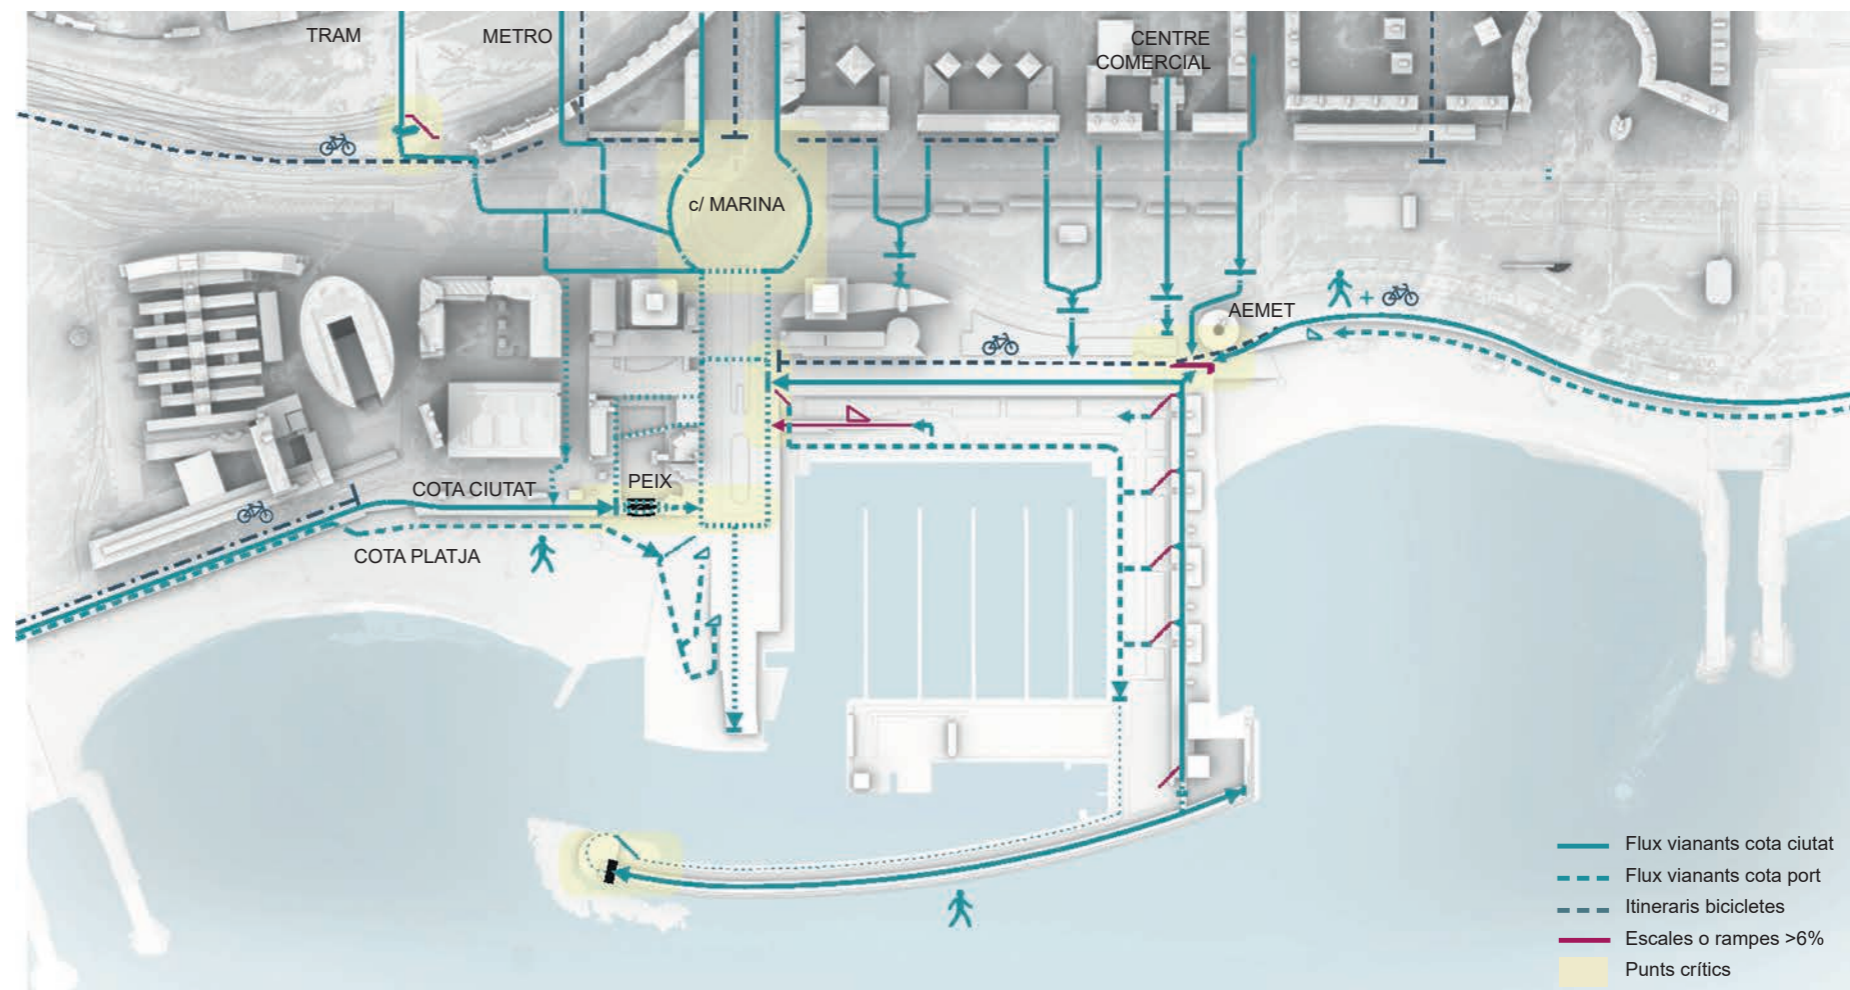 TRAM
METRO
CENTRE
COMERCIAL
c/ MARINA
AEMET
+
PEIX
COTA CIUTAT
COTA PLATJA
Flux vianants cota ciutat
Flux vianants cota port
Itineraris bicicletes
Escales o rampes >6%
Punts crítics